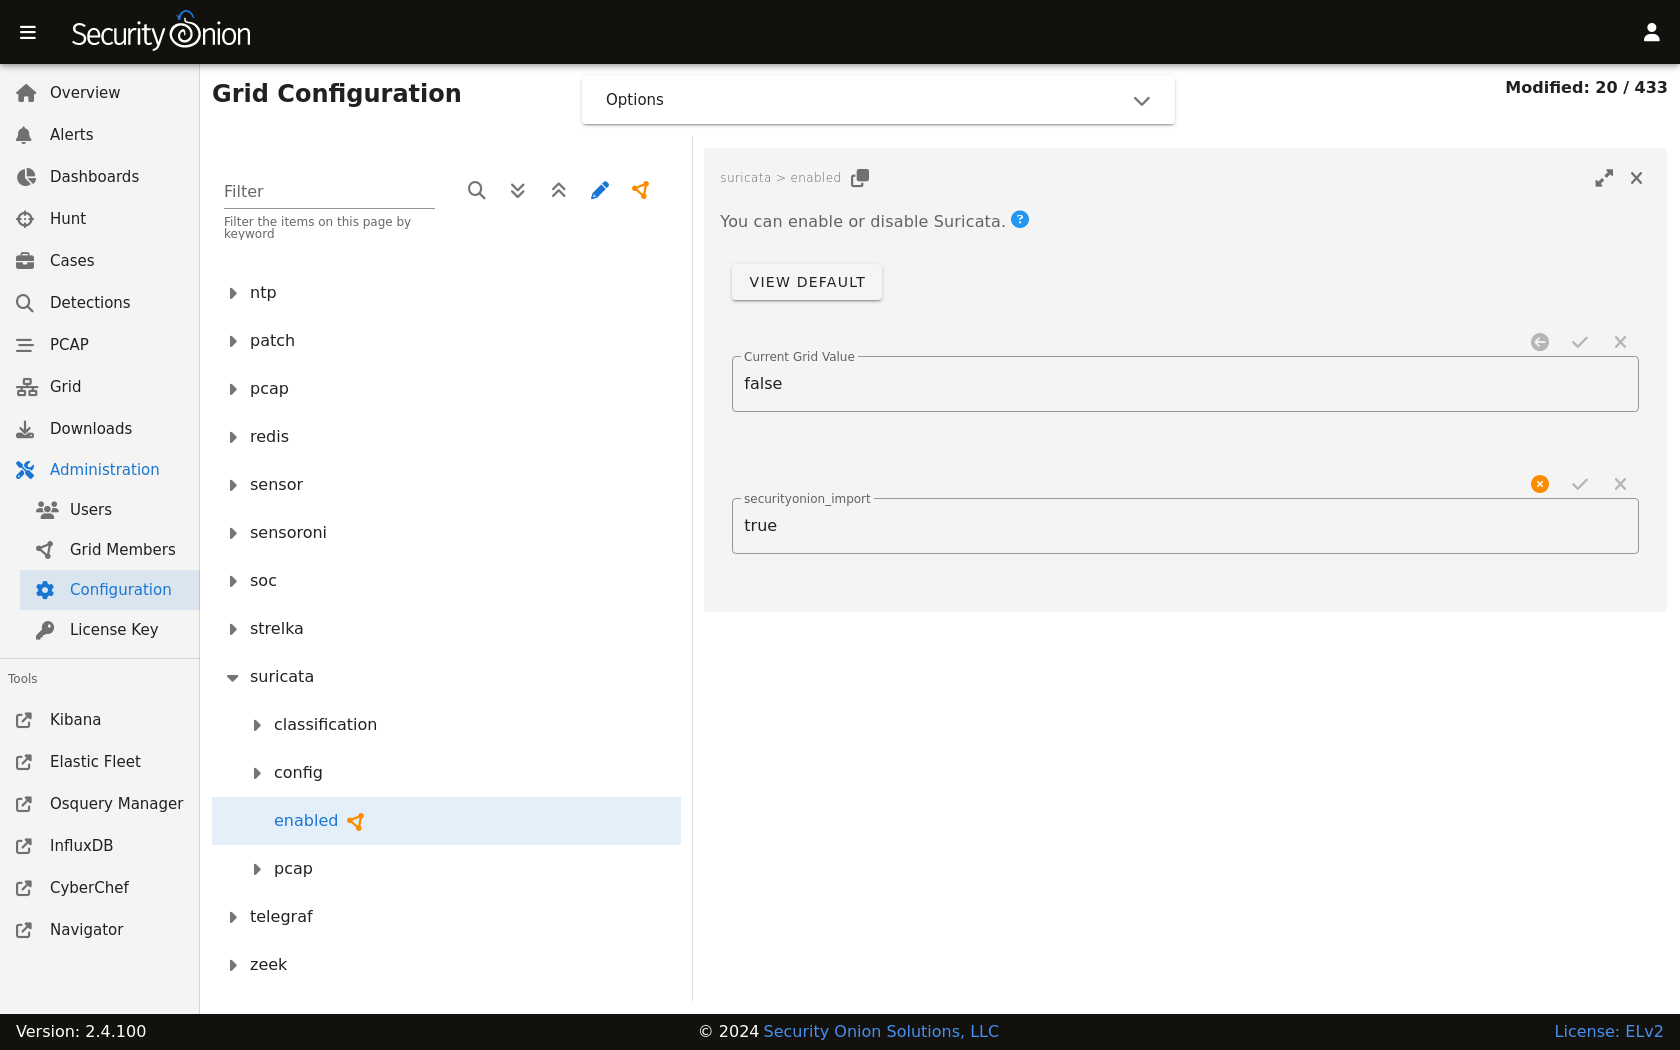 Security Onion
Overview
Alerts
Dashboards
Hunt
Cases
Detections
PCAP
Grid
Downloads
Administration
Users
Grid Members
Configuration
License Key
Tools
Kibana
Elastic Fleet
Osquery Manager
InfluxDB
CyberChef
Navigator
Grid Configuration
Options
Modified: 20 / 433
Filter
Filter the items on this page by
keyword
ntp
patch
pcap
redis
sensor
sensoroni
soc
strelka
suricata
classification
config
enabled
pcap
telegraf
zeek
suricata > enabled
You can enable or disable Suricata. ?
VIEW DEFAULT
Current Grid Value
false
securityonion_import
true
Version: 2.4.100
© 2024 Security Onion Solutions, LLC
License: ELv2